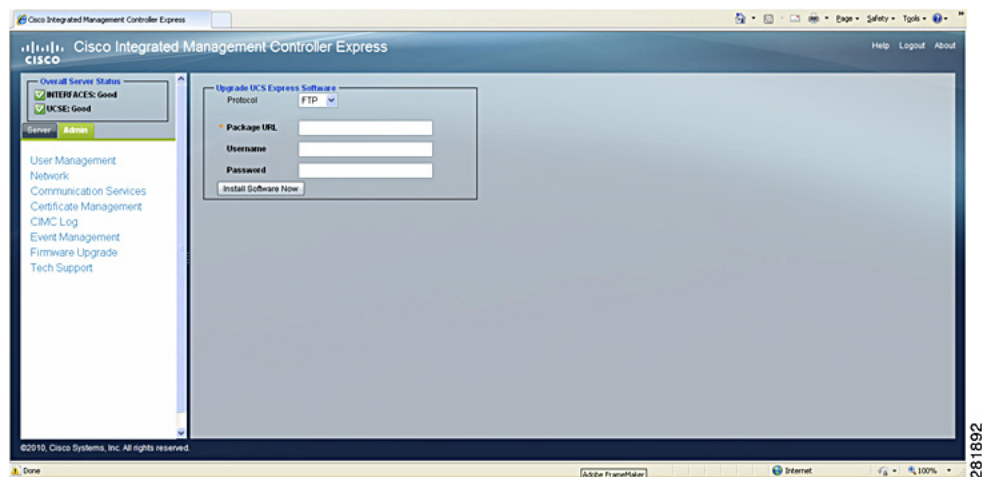 Cisco Integrated Management Controller Express
Page
Safety
Tools
CISCO
Cisco Integrated Management Controller Express
Help Logout About
Overall Server Status
INTERFACES: Good
UCSE: Good
Server Admin
User Management
Network
Communication Services
Certificate Management
CIMC Log
Event Management
Firmware Upgrade
Tech Support
Upgrade UCS Express Software
Protocol FTP
* Package URL
Username
Password
Install Software Now
©2010, Cisco Systems, Inc. All rights reserved.
Done
Adobe FrameMaker
Internet
100%
281892